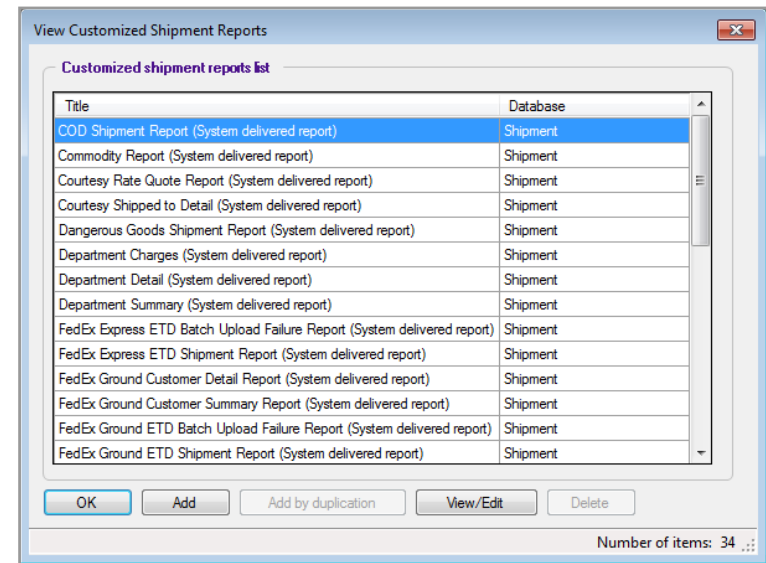 View Customized Shipment Reports
Customized shipment reports list
Title Database
COD Shipment Report (System delivered report) Shipment
Commodity Report (System delivered report) Shipment
Courtesy Rate Quote Report (System delivered report) Shipment
Courtesy Shipped to Detail (System delivered report) Shipment
Dangerous Goods Shipment Report (System delivered report) Shipment
Department Charges (System delivered report) Shipment
Department Detail (System delivered report) Shipment
Department Summary (System delivered report) Shipment
FedEx Express ETD Batch Upload Failure Report (System delivered report) Shipment
FedEx Express ETD Shipment Report (System delivered report) Shipment
FedEx Ground Customer Detail Report (System delivered report) Shipment
FedEx Ground Customer Summary Report (System delivered report) Shipment
FedEx Ground ETD Batch Upload Failure Report (System delivered report) Shipment
FedEx Ground ETD Shipment Report (System delivered report) Shipment
OK Add Add by duplication View/Edit Delete
Number of items: 34